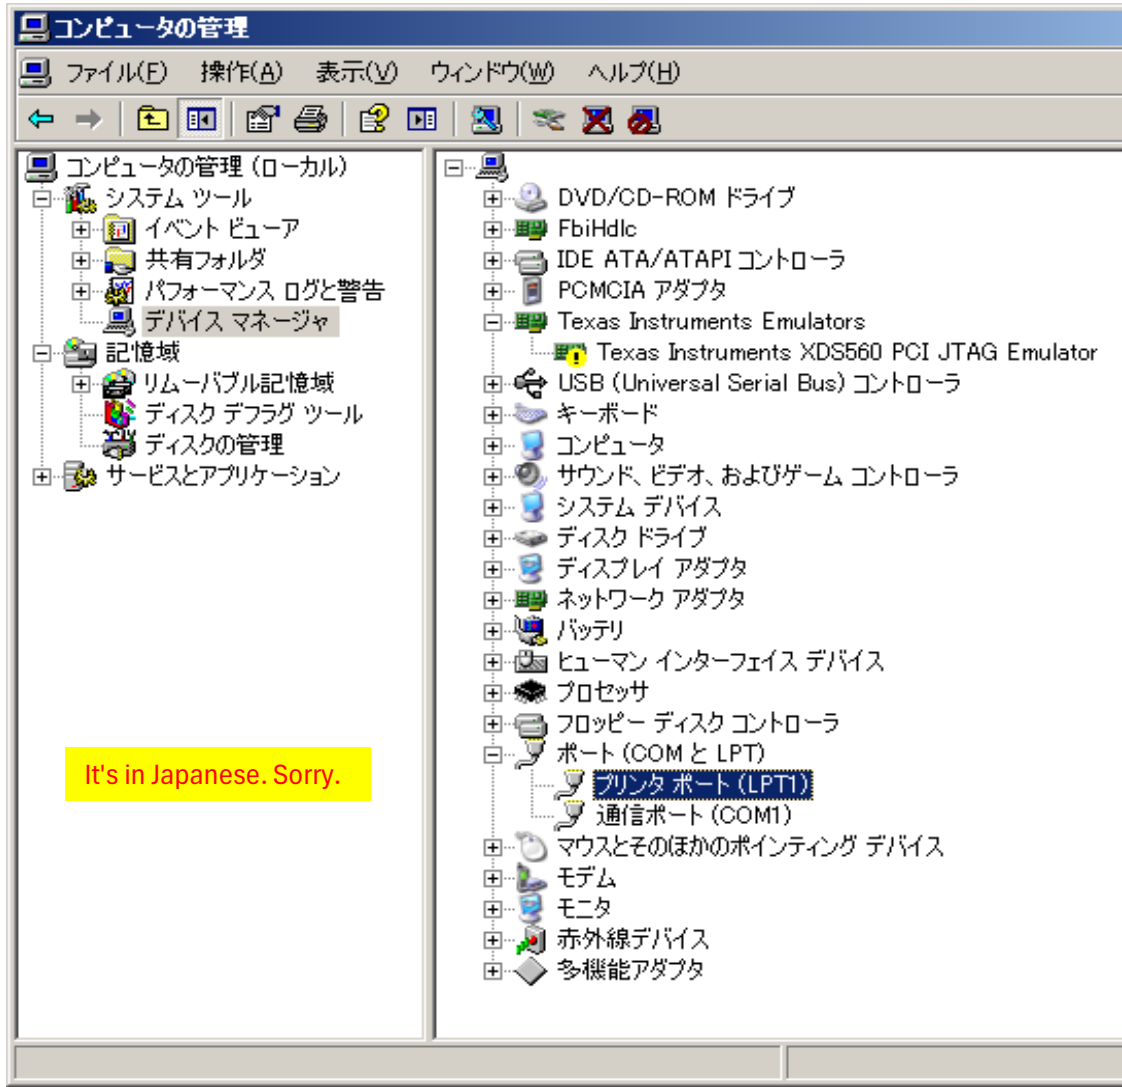 コンピュータの管理
ファイル(F) 操作(A) 表示(V) ウィンドウ(W) ヘルプ(H)
コンピュータの管理 (ローカル)
システム ツール
イベント ビューア
共有フォルダ
パフォーマンス ログと警告
デバイス マネージャ
記憶域
リムーバブル記憶域
ディスク デフラグ ツール
ディスクの管理
サービスとアプリケーション
It's in Japanese. Sorry.
DVD/CD-ROM ドライブ
FbiHdlc
IDE ATA/ATAPI コントローラ
PCMCIA アダプタ
Texas Instruments Emulators
Texas Instruments XDS560 PCI JTAG Emulator
USB (Universal Serial Bus) コントローラ
キーボード
コンピュータ
サウンド、ビデオ、およびゲーム コントローラ
システム デバイス
ディスク ドライブ
ディスプレイ アダプタ
ネットワーク アダプタ
バッテリ
ヒューマン インターフェイス デバイス
プロセッサ
フロッピー ディスク コントローラ
ポート (COM と LPT)
プリンタ ポート (LPT1)
通信ポート (COM1)
マウスとそのほかのポインティング デバイス
モデム
モニタ
赤外線デバイス
多機能アダプタ